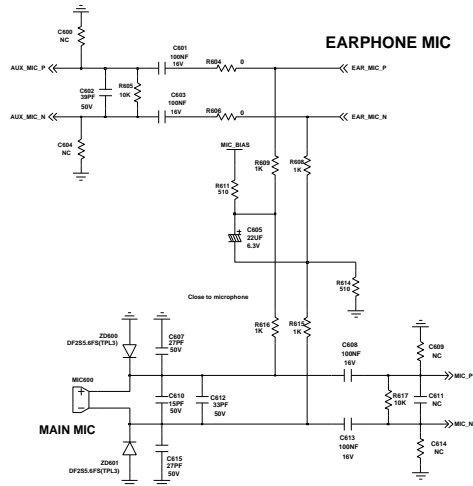 C600
NC
EARPHONE MIC
C601
100NF
16V
R604
0
AUX_MIC_P
EAR_MIC_P
C602
39PF
50V
R605
10K
C603
100NF
16V
R606
0
AUX_MIC_N
EAR_MIC_N
C604
NC
MIC_BIAS
R609
1K
R608
1K
R611
510
C605
22UF
6.3V
R614
510
Close to microphone
ZD600
DF2S5.6FS(TPL3)
C607
27PF
50V
R616
1K
R615
1K
C608
100NF
16V
C609
NC
MIC_P
MIC600
C610
15PF
50V
C612
33PF
50V
R617
10K
C611
NC
MAIN MIC
MIC_N
ZD601
DF2S5.6FS(TPL3)
C615
27PF
50V
C613
100NF
16V
C614
NC